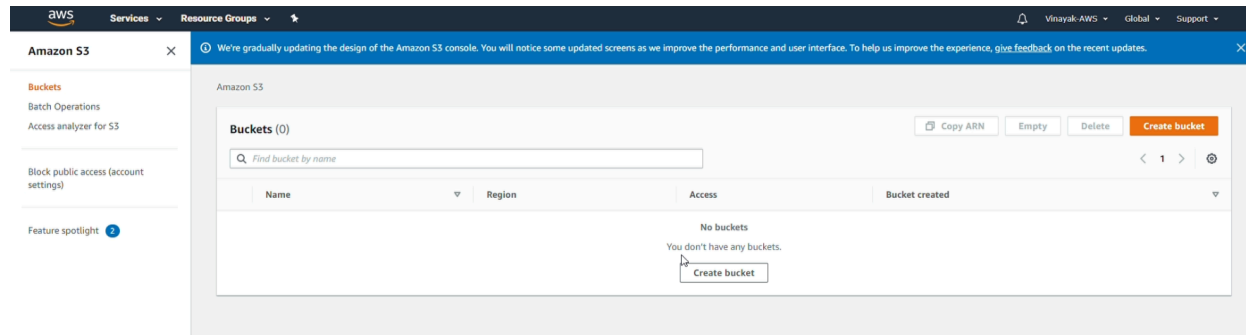 aws Services Resource Groups Vinayak-AWS Global Support
Amazon S3
We're gradually updating the design of the Amazon S3 console. You will notice some updated screens as we improve the performance and user interface. To help us improve the experience, give feedback on the recent updates.
Buckets
Batch Operations
Access analyzer for S3
Block public access (account
settings)
Feature spotlight 2
Amazon S3
Buckets (0) Copy ARN Empty Delete Create bucket
Find bucket by name 1
Name Region Access Bucket created
No buckets
You don't have any buckets.
Create bucket